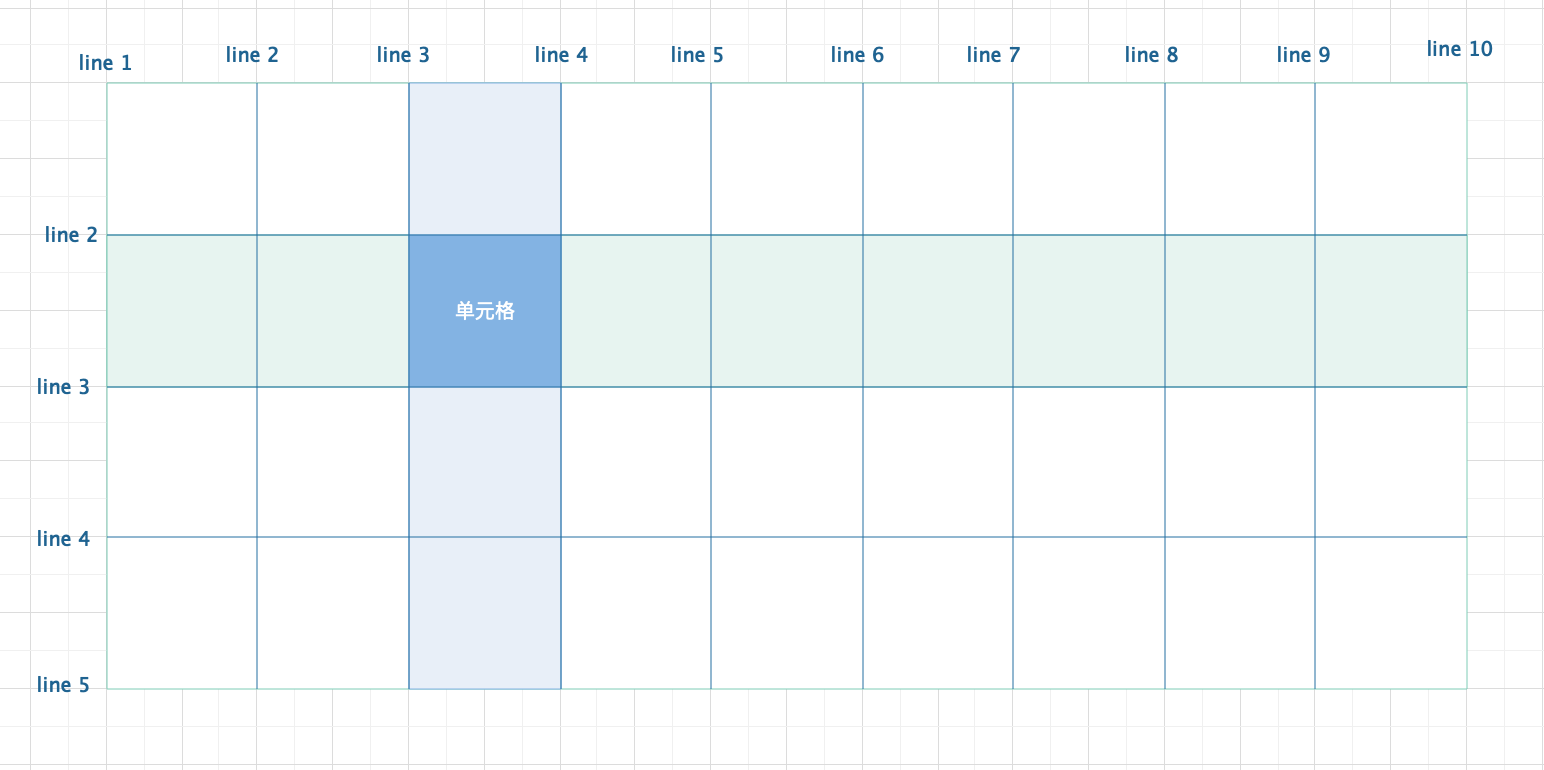 line 1
line 2
line 3
line 4
line 5
line 6
line 7
line 8
line 9
line 10
line 2
单元格
line 3
line 4
line 5